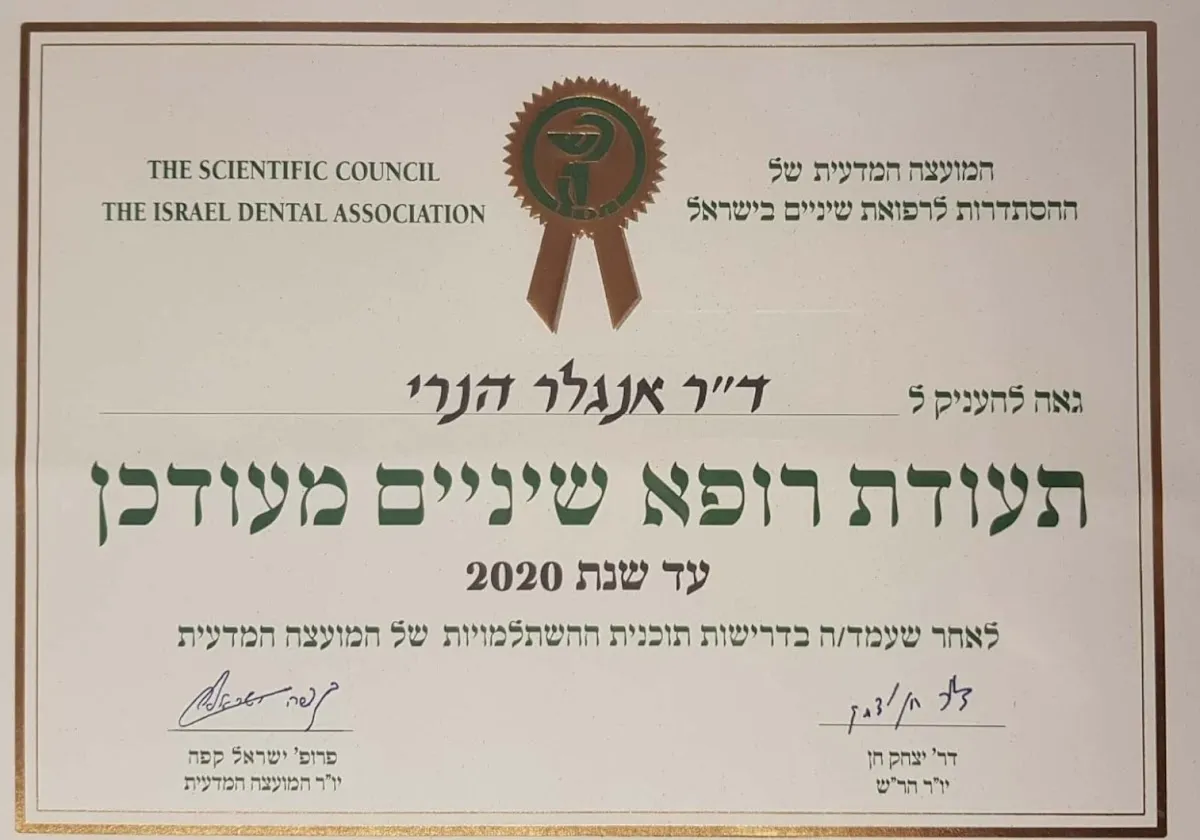 THE SCIENTIFIC COUNCIL
THE ISRAEL DENTAL ASSOCIATION
המועצה המדעית של
ההסתדרות לרפואת שיניים בישראל
גאה להעניק ל ד"ר אנגלר הנרי
תעודת רופא שיניים מעודכן
עד שנת 2020
לאחר שעמד/ה בדרישות תוכנית ההשתלמויות של המועצה המדעית
ד"ר חן יצחק
פרופ' ישראל קפה
יו"ר המועצה המדעית
דר' יצחק חן
יו"ר הר"ש